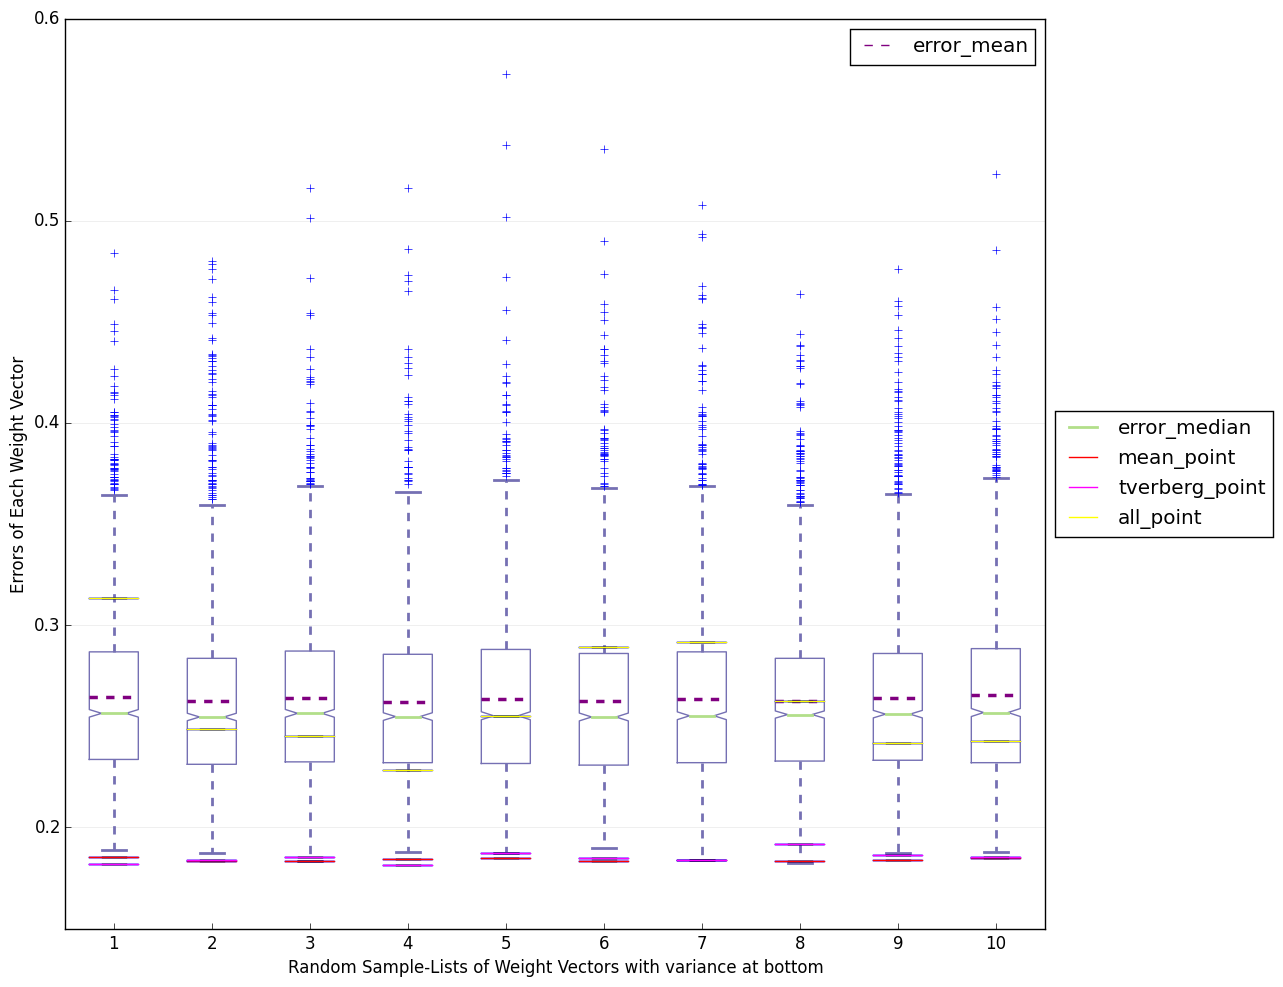 0.6
0.5
0.4
0.3
0.2
Errors of Each Weight Vector
error_mean
error_median
mean_point
tverberg_point
all_point
1 2 3 4 5 6 7 8 9 10
Random Sample-Lists of Weight Vectors with variance at bottom